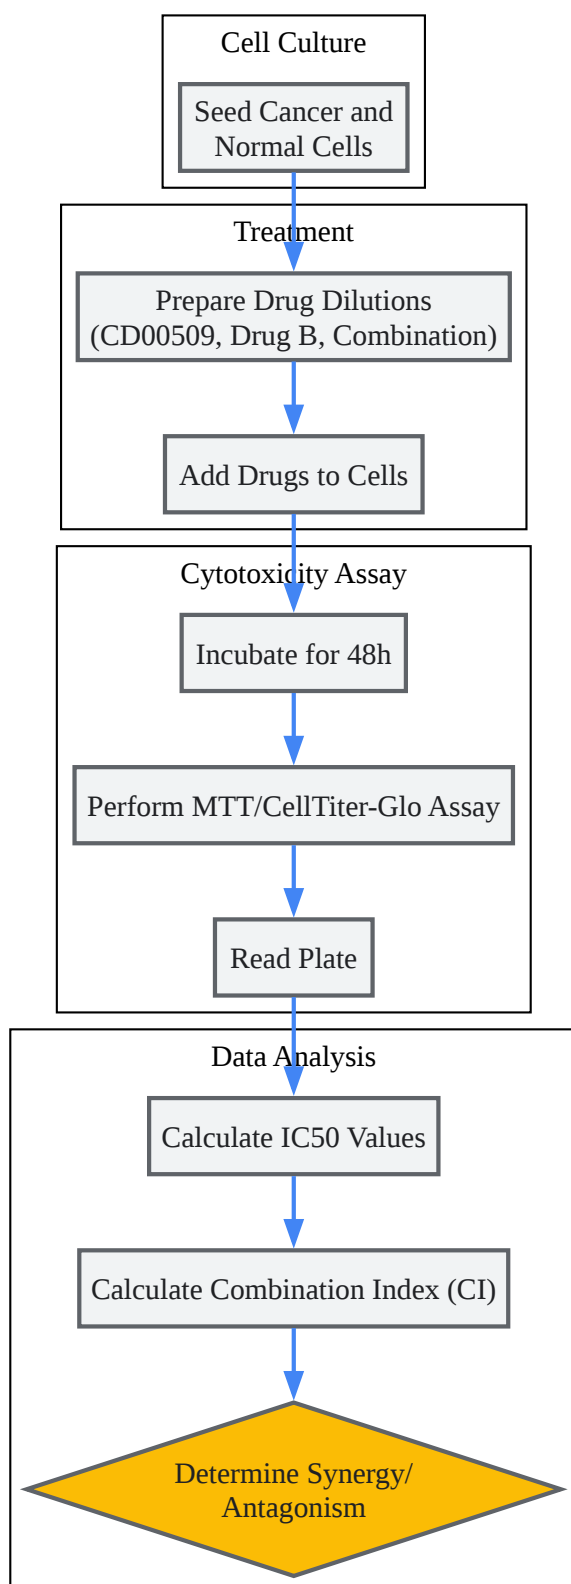 Cell Culture
Seed Cancer and
Normal Cells
Treatment
Prepare Drug Dilutions
(CD00509, Drug B, Combination)
Add Drugs to Cells
Cytotoxicity Assay
Incubate for 48h
Perform MTT/CellTiter-Glo Assay
Read Plate
Data Analysis
Calculate IC50 Values
Calculate Combination Index (CI)
Determine Synergy/
Antagonism